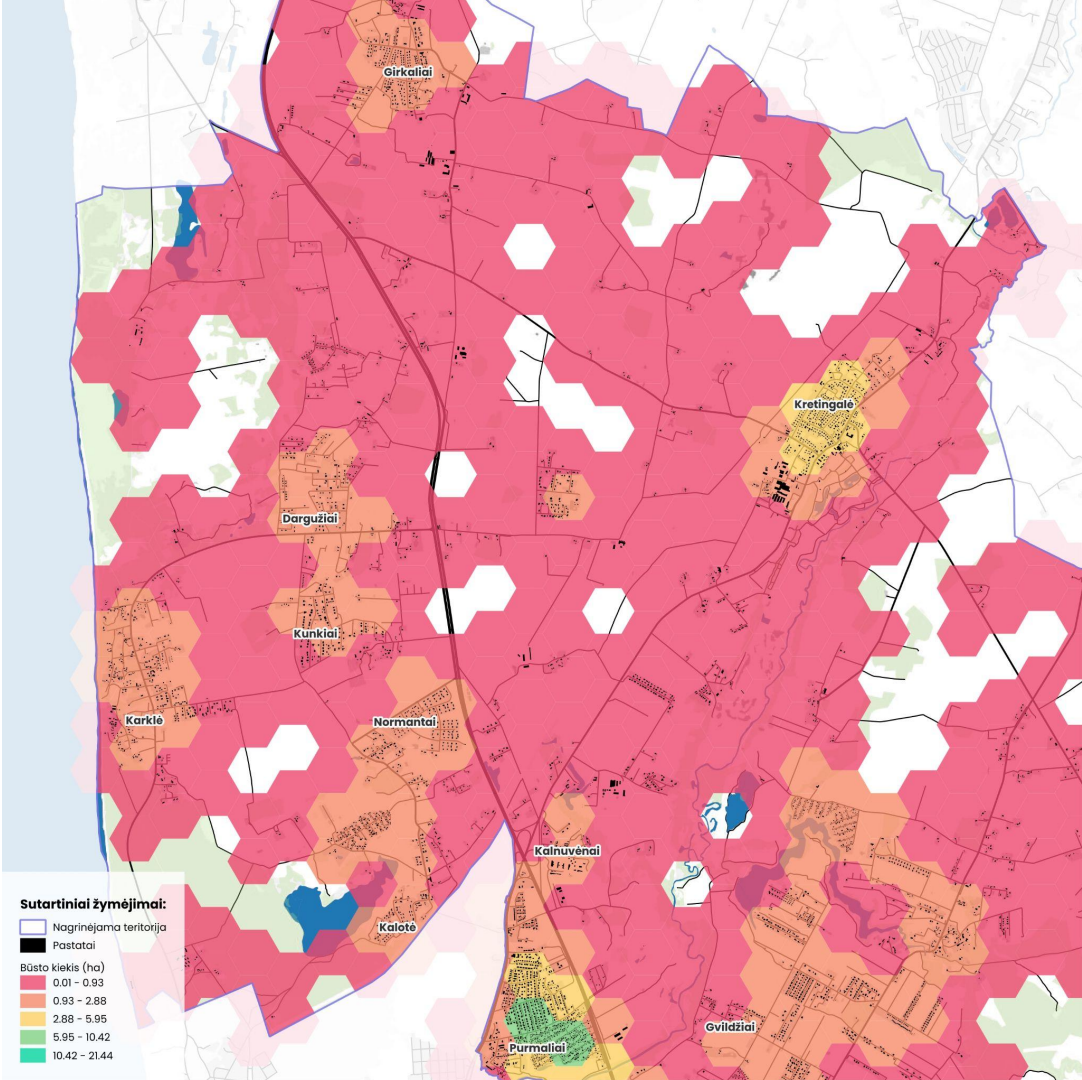 Girkaliai
Kretingalė
Dargužiai
Kunkiai
Karklė
Normantai
Kalnuvėnai
Kalotė
Gvildžiai
Purmaliai
Sutartiniai žymėjimai:
Nagrinėjama teritorija
Pastatai
Būsto kiekis (ha)
0.01 - 0.93
0.93 - 2.88
2.88 - 5.95
5.95 - 10.42
10.42 - 21.44